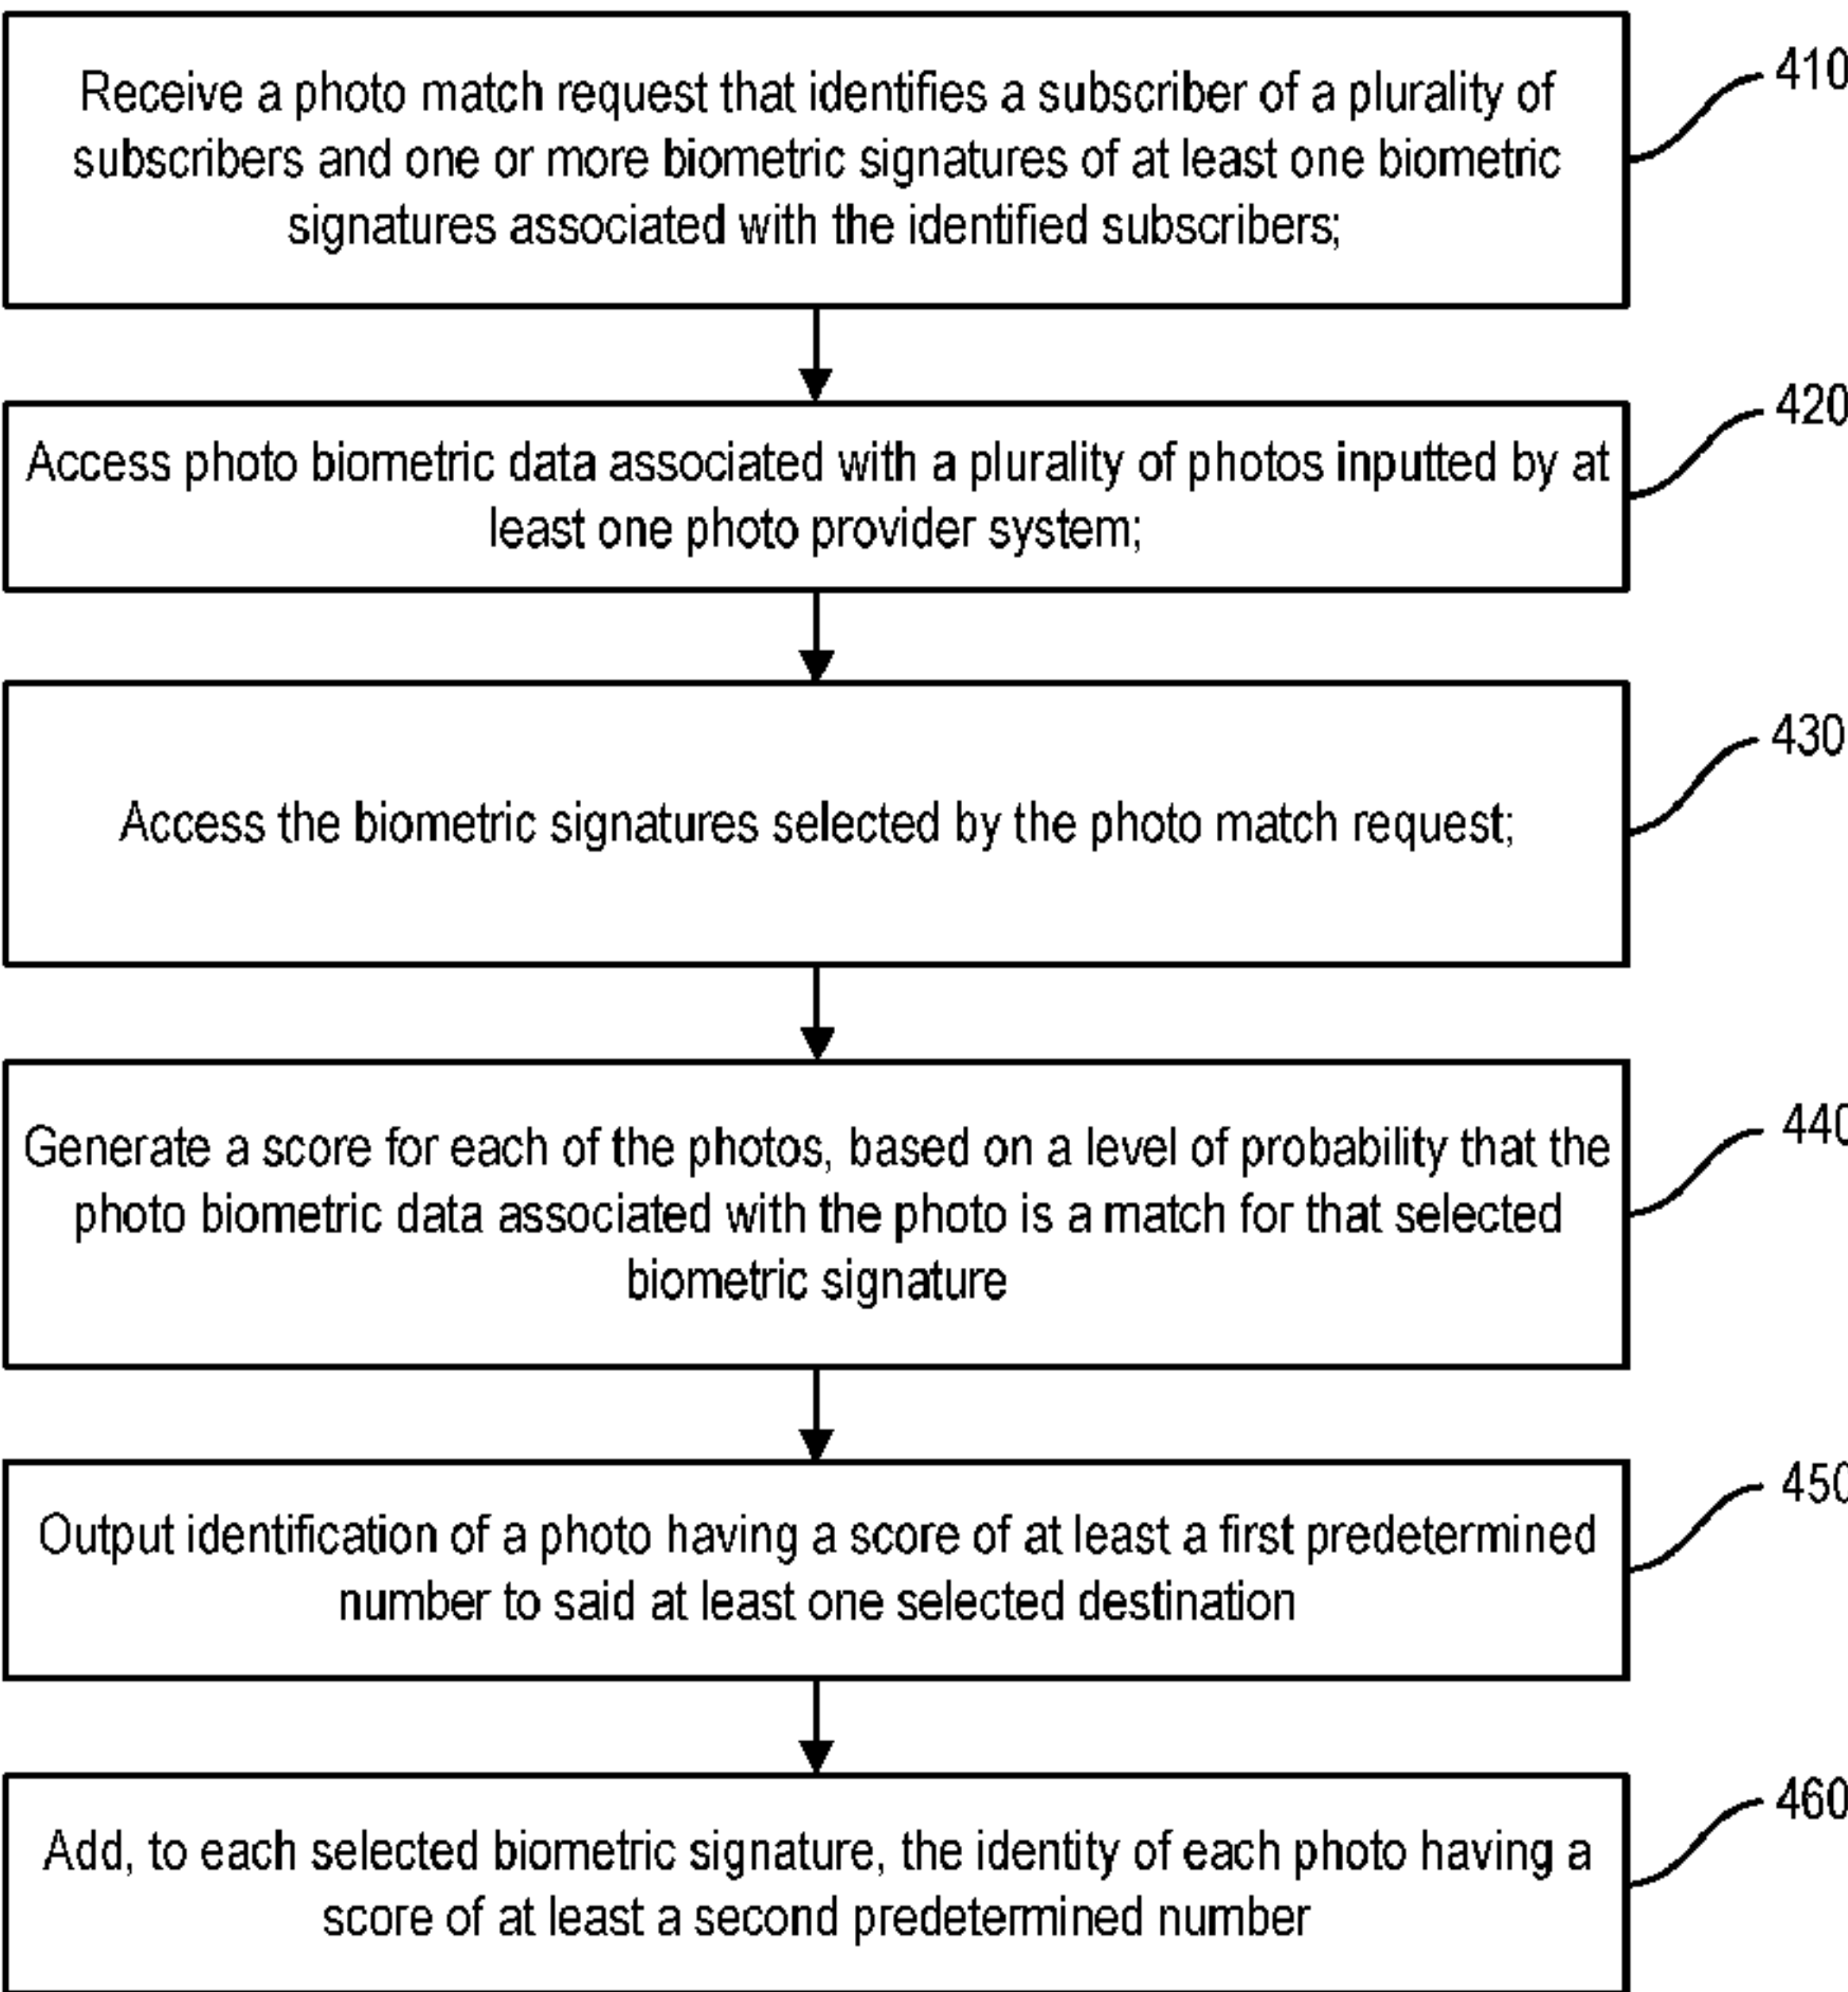 Receive a photo match request that identifies a subscriber of a plurality of
subscribers and one or more biometric signatures of at least one biometric
signatures associated with the identified subscribers;
410
Access photo biometric data associated with a plurality of photos inputted by at
least one photo provider system;
420
Access the biometric signatures selected by the photo match request;
430
Generate a score for each of the photos, based on a level of probability that the
photo biometric data associated with the photo is a match for that selected
biometric signature
440
Output identification of a photo having a score of at least a first predetermined
number to said at least one selected destination
450
Add, to each selected biometric signature, the identity of each photo having a
score of at least a second predetermined number
460